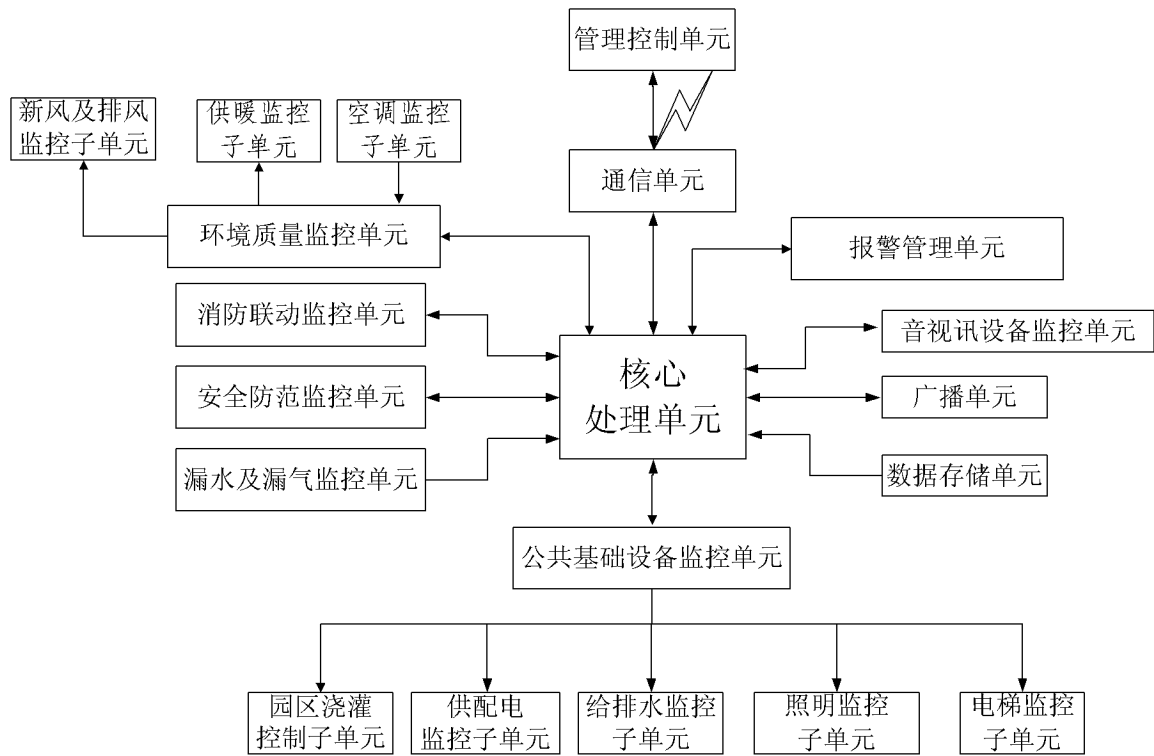 管理控制单元
新风及排风
监控子单元
供暖监控
子单元
空调监控
子单元
通信单元
环境质量监控单元
报警管理单元
消防联动监控单元
音视讯设备监控单元
核心
处理单元
安全防范监控单元
广播单元
漏水及漏气监控单元
数据存储单元
公共基础设备监控单元
园区浇灌
控制子单元
供配电
监控子单元
给排水监控
子单元
照明监控
子单元
电梯监控
子单元